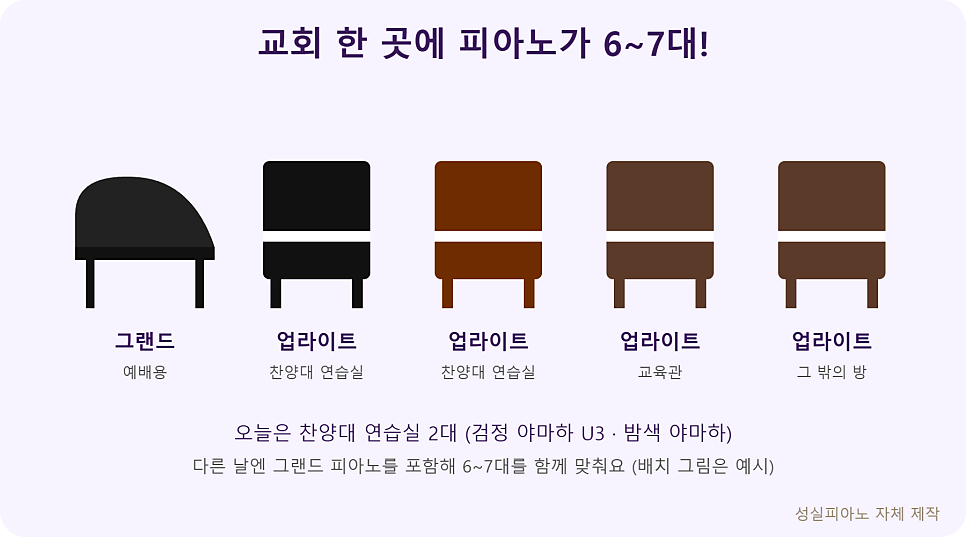 교회 한 곳에 피아노가 6~7대!
그랜드 업라이트 업라이트 업라이트 업라이트
예배용 찬양대 연습실 찬양대 연습실 교육관 그 밖의 방
오늘은 찬양대 연습실 2대 (검정 야마하 U3 · 밤색 야마하)
다른 날엔 그랜드 피아노를 포함해 6~7대를 함께 맞춰요 (배치 그림은 예시)
성실피아노 자체 제작